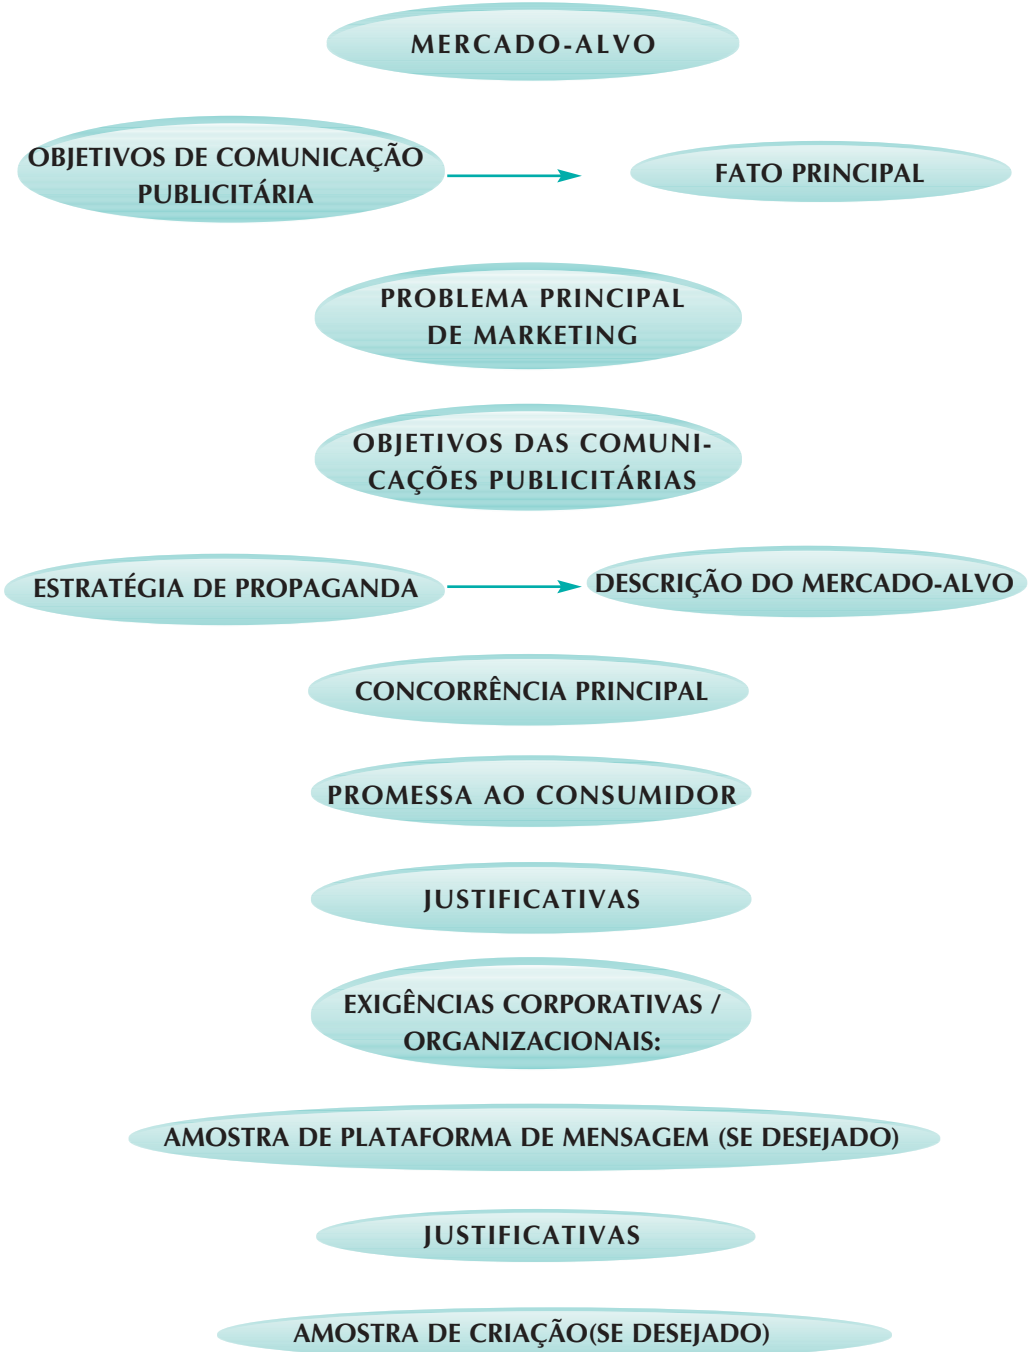 MERCADO-ALVO
OBJETIVOS DE COMUNICAÇÃO
PUBLICITÁRIA
FATO PRINCIPAL
PROBLEMA PRINCIPAL
DE MARKETING
OBJETIVOS DAS COMUNI-
CAÇÕES PUBLICITÁRIAS
ESTRATÉGIA DE PROPAGANDA
DESCRIÇÃO DO MERCADO-ALVO
CONCORRÊNCIA PRINCIPAL
PROMESSA AO CONSUMIDOR
JUSTIFICATIVAS
EXIGÊNCIAS CORPORATIVAS /
ORGANIZACIONAIS:
AMOSTRA DE PLATAFORMA DE MENSAGEM (SE DESEJADO)
JUSTIFICATIVAS
AMOSTRA DE CRIAÇÃO(SE DESEJADO)